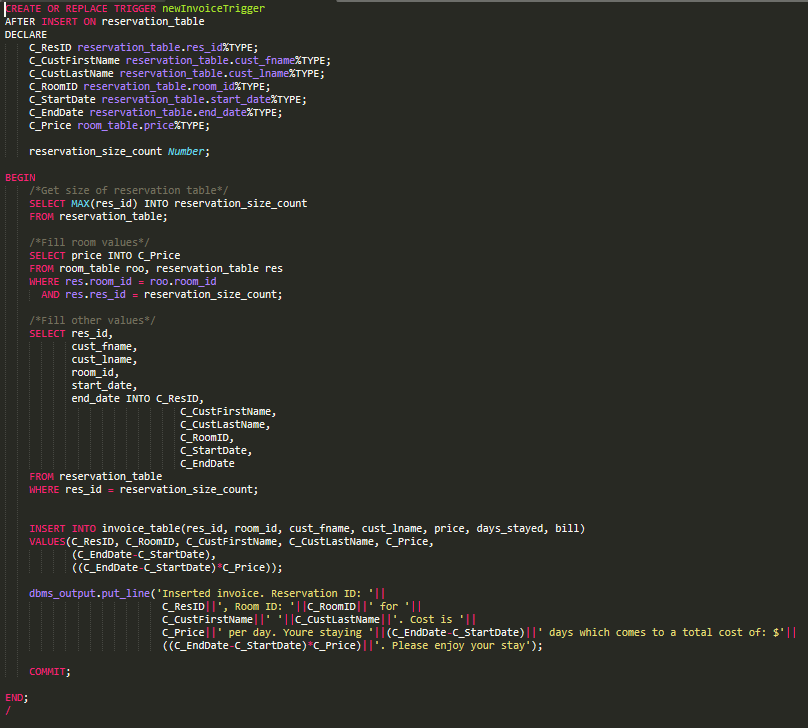 CREATE OR REPLACE TRIGGER newInvoiceTrigger
AFTER INSERT ON reservation_table
DECLARE
C_ResID reservation_table.res_id%TYPE;
C_CustFirstName reservation_table.cust_fname%TYPE;
C_CustLastName reservation_table.cust_lname%TYPE;
C_RoomID reservation_table.room_id%TYPE;
C_StartDate reservation_table.start_date%TYPE;
C_EndDate reservation_table.end_date%TYPE;
C_Price room_table.price%TYPE;
reservation_size_count Number;
BEGIN
/*Get size of reservation table*/
SELECT MAX(res_id) INTO reservation_size_count
FROM reservation_table;
/*Fill room values*/
SELECT price INTO C_Price
FROM room_table roo, reservation_table res
WHERE res.room_id = roo.room_id
AND res.res_id = reservation_size_count;
/*Fill other values*/
SELECT res_id,
cust_fname,
cust_lname,
room_id,
start_date,
end_date INTO C_ResID,
C_CustFirstName,
C_CustLastName,
C_RoomID,
C_StartDate,
C_EndDate
FROM reservation_table
WHERE res_id = reservation_size_count;
INSERT INTO invoice_table(res_id, room_id, cust_fname, cust_lname, price, days_stayed, bill)
VALUES(C_ResID, C_RoomID, C_CustFirstName, C_CustLastName, C_Price,
(C_EndDate-C_StartDate),
((C_EndDate-C_StartDate)*C_Price));
dbms_output.put_line('Inserted invoice. Reservation ID: '||
C_ResID||', Room ID: '||C_RoomID||' for '||
C_CustFirstName||' '||C_CustLastName||'. Cost is '||
C_Price||' per day. Youre staying '||(C_EndDate-C_StartDate)||' days which comes to a total cost of: $'||
((C_EndDate-C_StartDate)*C_Price)||'. Please enjoy your stay');
COMMIT;
END;
/